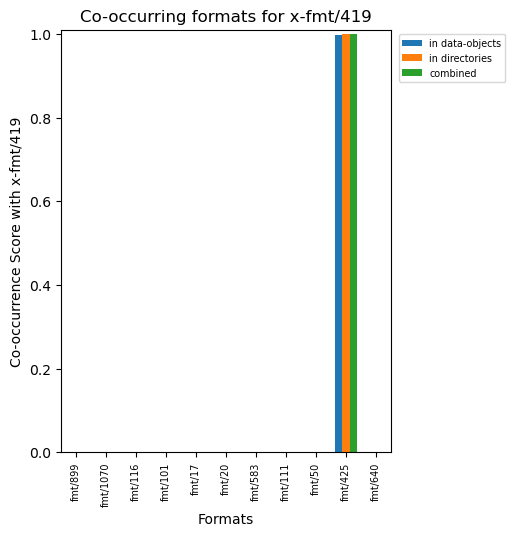 Co-occurring formats for x-fmt/419
in data-objects
in directories
combined
Co-occurrence Score with x-fmt/419
1.0
0.8
0.6
0.4
0.2
0.0
fmt/899
fmt/1070
fmt/116
fmt/101
fmt/17
fmt/20
fmt/583
fmt/111
fmt/50
fmt/425
fmt/640
Formats